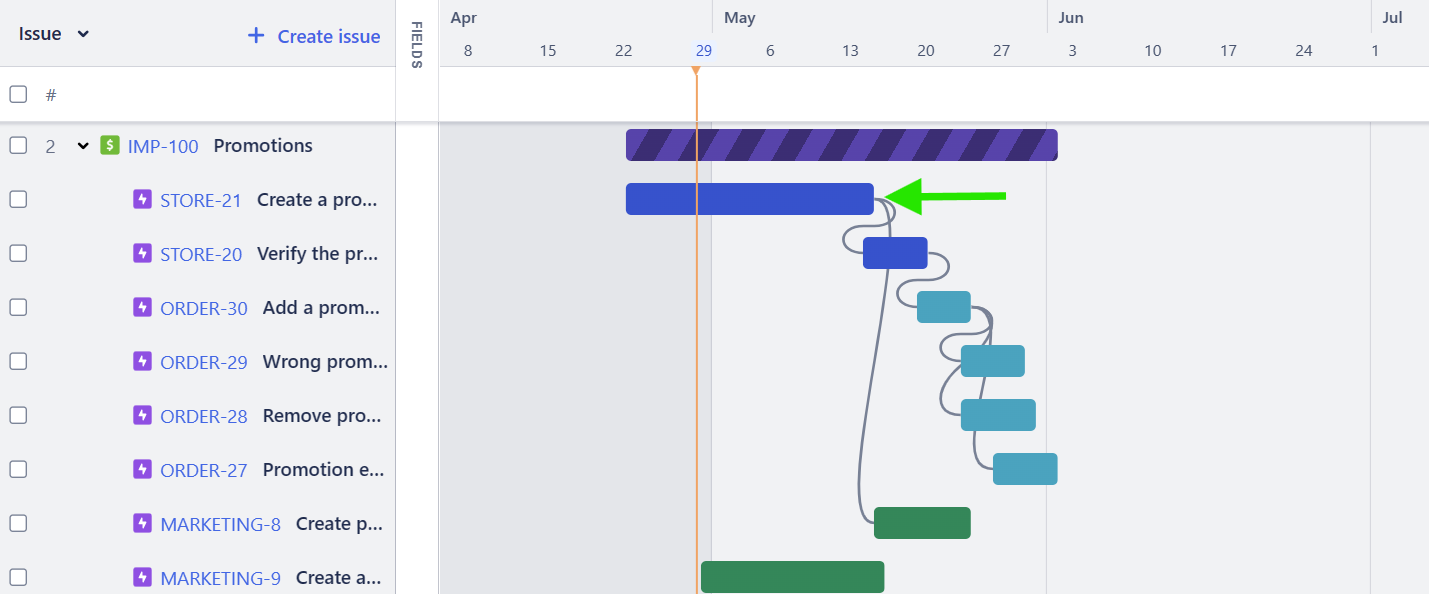 Issue
+ Create issue
FIELDS
Apr May Jun Jul
8 15 22 29 6 13 20 27 3 10 17 24 1
#
2 $ IMP-100 Promotions
STORE-21 Create a pro...
STORE-20 Verify the pr...
ORDER-30 Add a prom...
ORDER-29 Wrong prom...
ORDER-28 Remove pro...
ORDER-27 Promotion e...
MARKETING-8 Create p...
MARKETING-9 Create a...